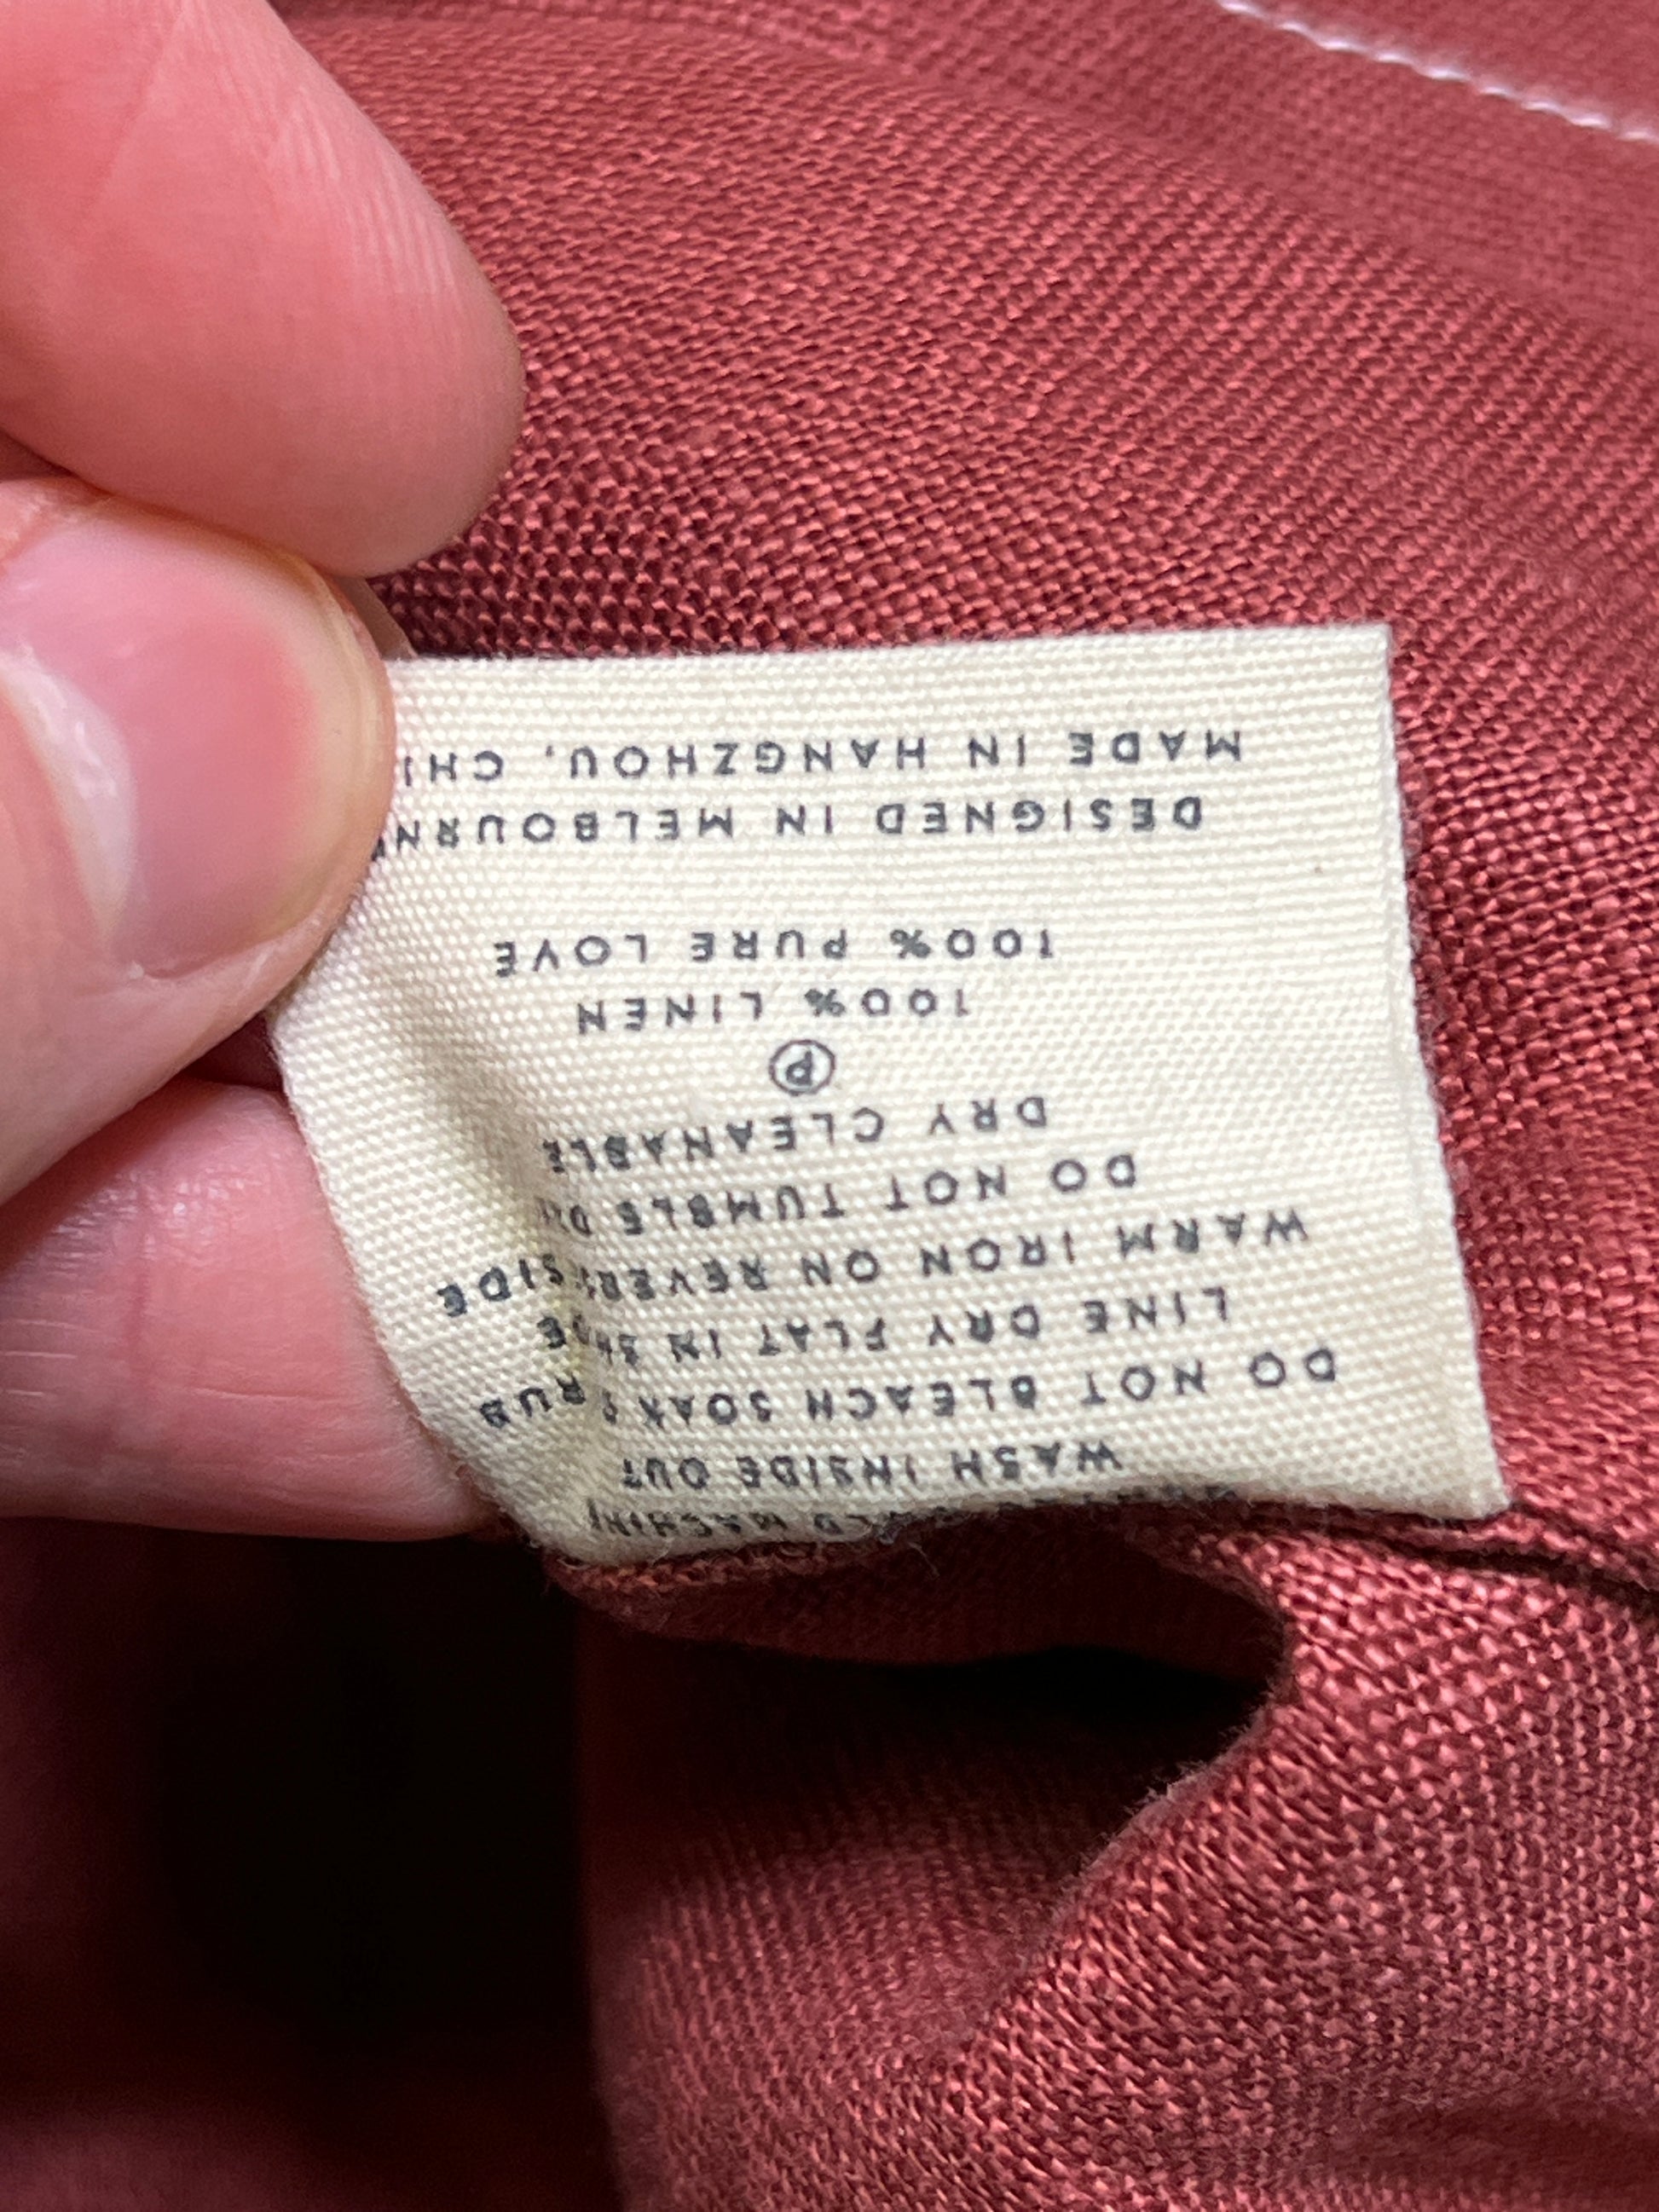 WASH INSIDE OUT
DO NOT BLEACH SOAK RUB
LINE DRY FLAT IN
WARM IRON ON REVERSE SIDE
DO NOT TUMBLE
DRY CLEANABLE
P
100% LINEN
100% PURE LOVE
DESIGNED IN MELBOURN
MADE IN HANGZHOU, CHI